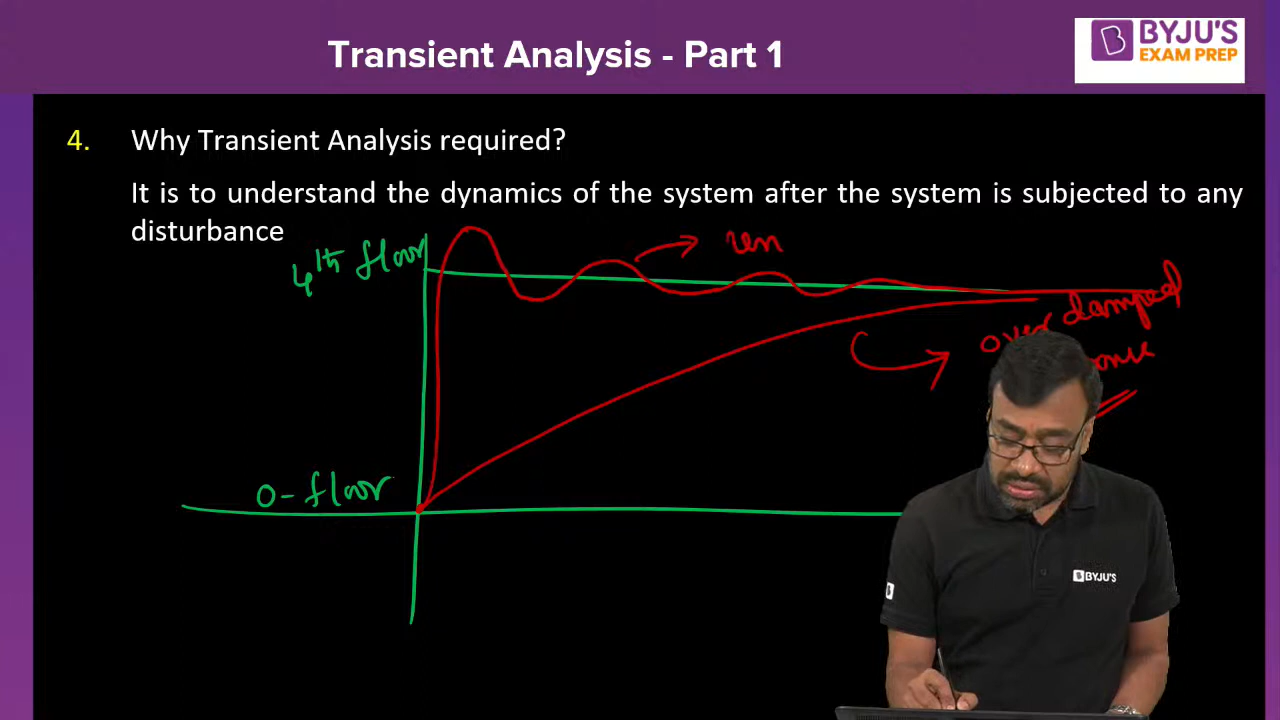 Transient Analysis - Part 1
BYJU'S
EXAM PREP
4. Why Transient Analysis required?
It is to understand the dynamics of the system after the system is subjected to any
disturbance
4th floor
over damped
0-floor
BYJU'S